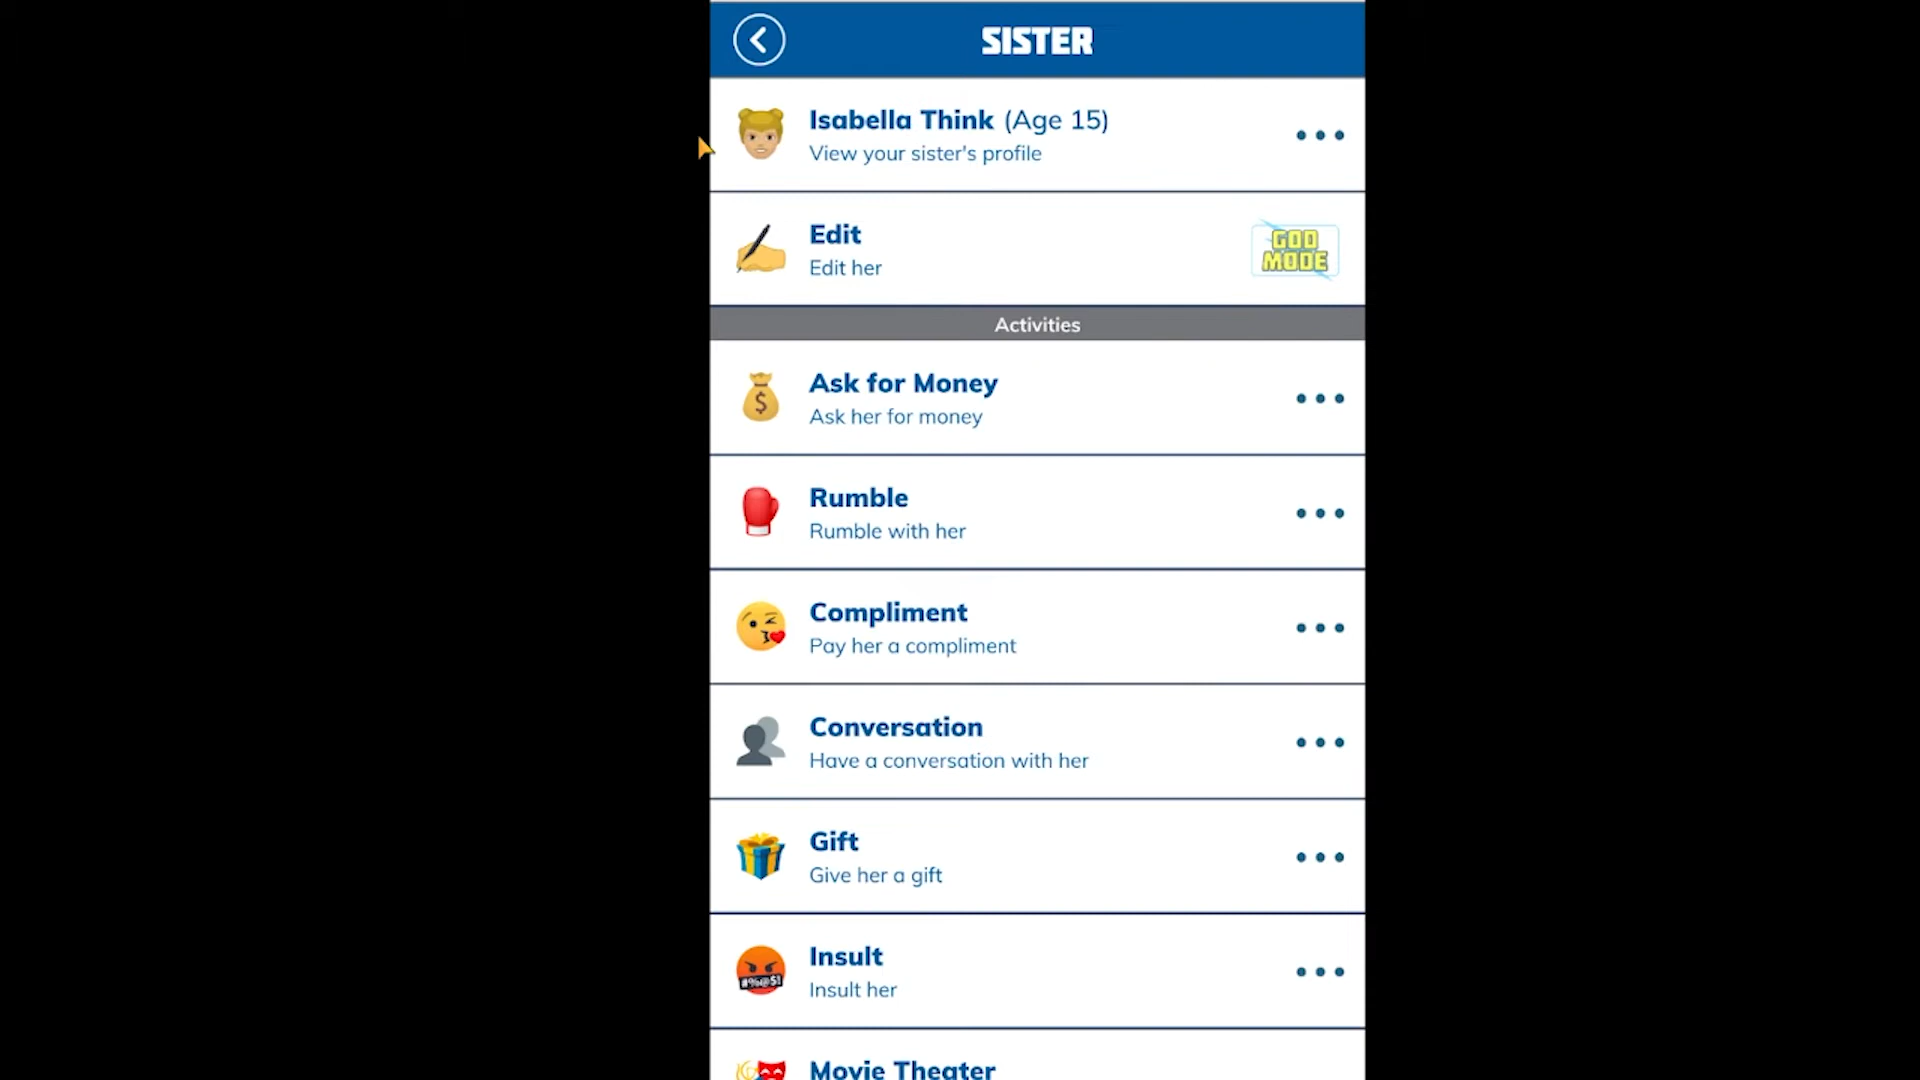 SISTER
Isabella Think (Age 15)
View your sister's profile
Edit
Edit her
GOD
MODE
Activities
Ask for Money
Ask her for money
$
Rumble
Rumble with her
Compliment
Pay her a compliment
Conversation
Have a conversation with her
Gift
Give her a gift
Insult
Insult her
#%@$!
Movie Theater